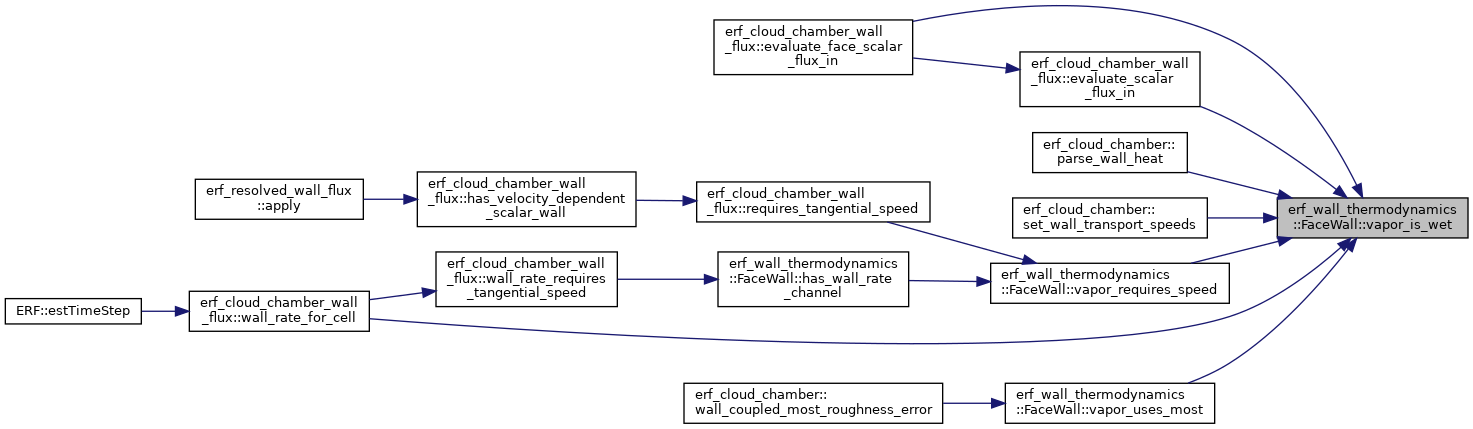 erf_cloud_chamber_wall
_flux::evaluate_face_scalar
_flux_in
erf_cloud_chamber_wall
_flux::evaluate_scalar
_flux_in
erf_cloud_chamber::
parse_wall_heat
erf_resolved_wall_flux
::apply
erf_cloud_chamber_wall
_flux::has_velocity_dependent
_scalar_wall
erf_cloud_chamber_wall
_flux::requires_tangential_speed
erf_cloud_chamber::
set_wall_transport_speeds
erf_wall_thermodynamics
::FaceWall::vapor_is_wet
ERF::estTimeStep
erf_cloud_chamber_wall
_flux::wall_rate_for_cell
erf_cloud_chamber_wall
_flux::wall_rate_requires
_tangential_speed
erf_wall_thermodynamics
::FaceWall::has_wall_rate
_channel
erf_wall_thermodynamics
::FaceWall::vapor_requires_speed
erf_cloud_chamber::
wall_coupled_most_roughness_error
erf_wall_thermodynamics
::FaceWall::vapor_uses_most